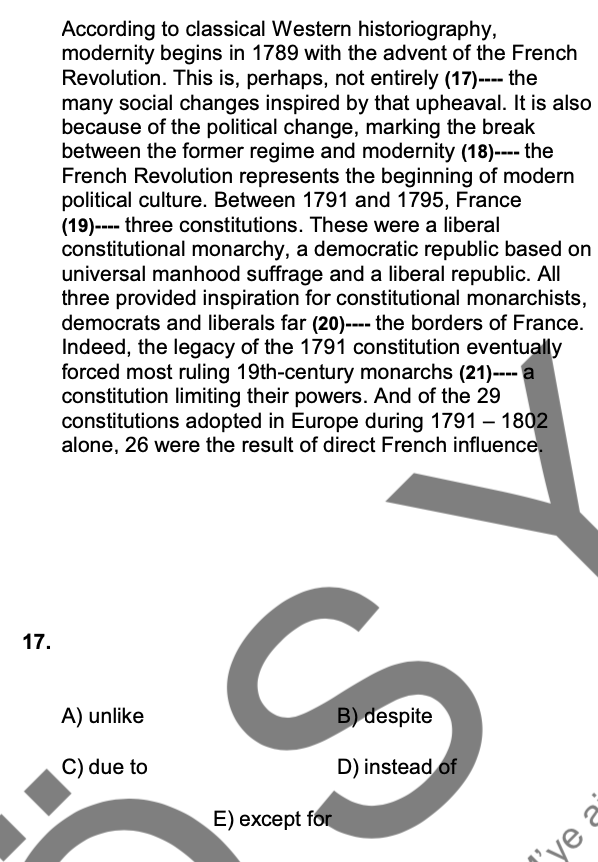 According to classical Western historiography,
modernity begins in 1789 with the advent of the French
Revolution. This is, perhaps, not entirely (17)---- the
many social changes inspired by that upheaval. It is also
because of the political change, marking the break
between the former regime and modernity (18)---- the
French Revolution represents the beginning of modern
political culture. Between 1791 and 1795, France
(19)---- three constitutions. These were a liberal
constitutional monarchy, a democratic republic based on
universal manhood suffrage and a liberal republic. All
three provided inspiration for constitutional monarchists,
democrats and liberals far (20)---- the borders of France.
Indeed, the legacy of the 1791 constitution eventually
forced most ruling 19th-century monarchs (21)---- a
constitution limiting their powers. And of the 29
constitutions adopted in Europe during 1791 – 1802
alone, 26 were the result of direct French influence.
17.
A) unlike B) despite
C) due to D) instead of
E) except for